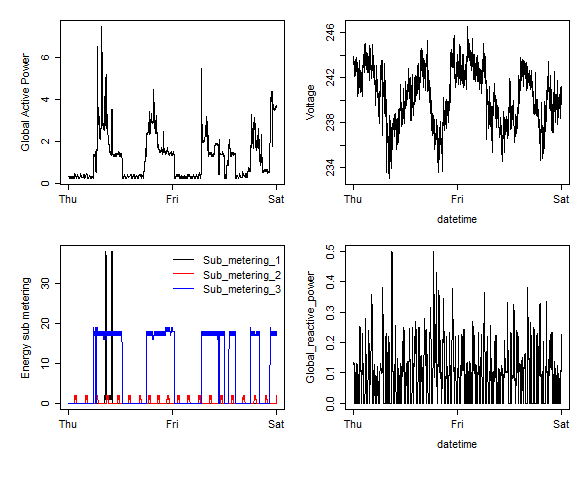 Global Active Power
0 2 4 6
Thu Fri Sat
Voltage
234 238 242 246
Thu Fri Sat
datetime
Energy sub metering
0 10 20 30
Sub_metering_1
Sub_metering_2
Sub_metering_3
Thu Fri Sat
Global_reactive_power
0.0 0.1 0.2 0.3 0.4 0.5
Thu Fri Sat
datetime